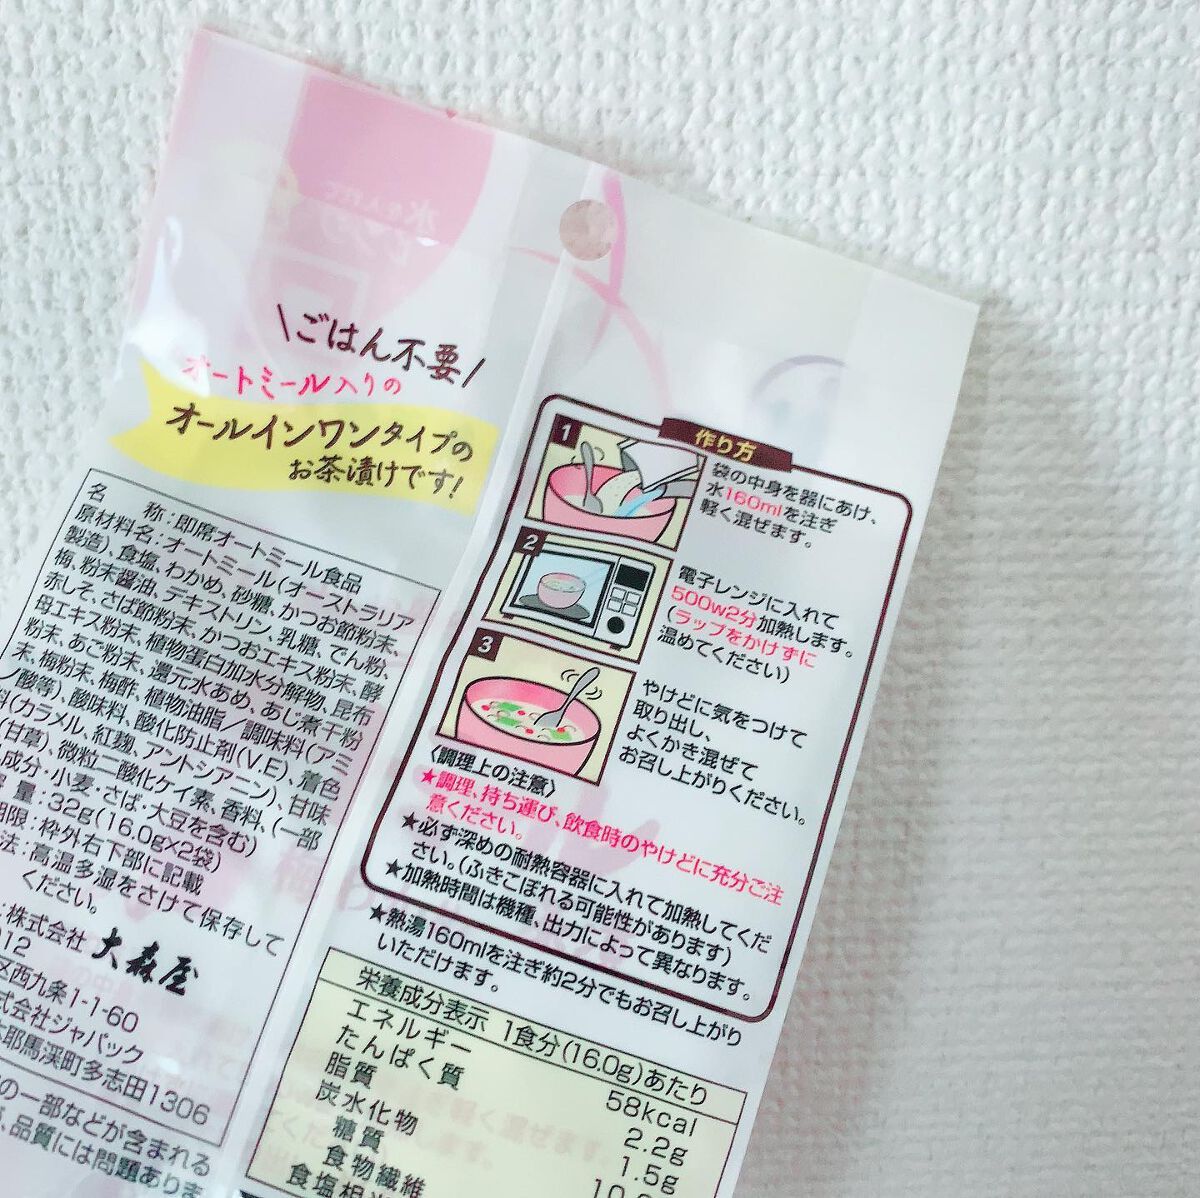 ごはん不要
オートミール入りの
オールインワンタイプの
お茶漬けです!
名 称:即席オートミール食品
原材料名:オートミール(オーストラリア
製造)、食塩、わかめ、砂糖、かつお節粉末、
梅、粉末醤油、デキストリン、乳糖、でん粉、
赤しそ、さば節粉末、かつおエキス粉末、酵
母エキス粉末、植物蛋白加水分解物、昆布
粉末、あご粉末、還元水あめ、あじ煮干粉
末、梅粉末、梅酢、植物油脂/調味料(アミ
ノ酸等)、酸味料、酸化防止剤(V.E)、着色
料(カラメル、紅麹、アントシアニン)、甘味
(甘草)、微粒二酸化ケイ素、香料、(一部
成分・小麦・さば・大豆を含む)
量:32g(16.0g×2袋)
期限:枠外右下部に記載
法:高温多湿をさけて保存して
ください。
株式会社 大森屋
012
区西九条1-1-60
式会社ジャパック
耶馬溪町多志田1306
の一部などが含まれる
、品質には問題ありま
作り方
1
袋の中身を器にあけ、
水160mlを注ぎ
軽く混ぜます。
2
電子レンジに入れて
500w2分加熱します。
(ラップをかけずに
温めてください)
3
やけどに気をつけて
取り出し、
よくかき混ぜて
お召し上がりください。
〈調理上の注意〉
★調理、持ち運び、飲食時のやけどに充分ご注
意ください。
★必ず深めの耐熱容器に入れて加熱してくだ
さい。(ふきこぼれる可能性があります)
★加熱時間は機種、出力によって異なります。
★熱湯160mlを注ぎ約2分でもお召し上がり
いただけます。
栄養成分表示 1食分(16.0g)あたり
エネルギー 58kcal
たんぱく質 2.2g
脂質 1.5g
炭水化物
糖質
食物繊維
食塩相